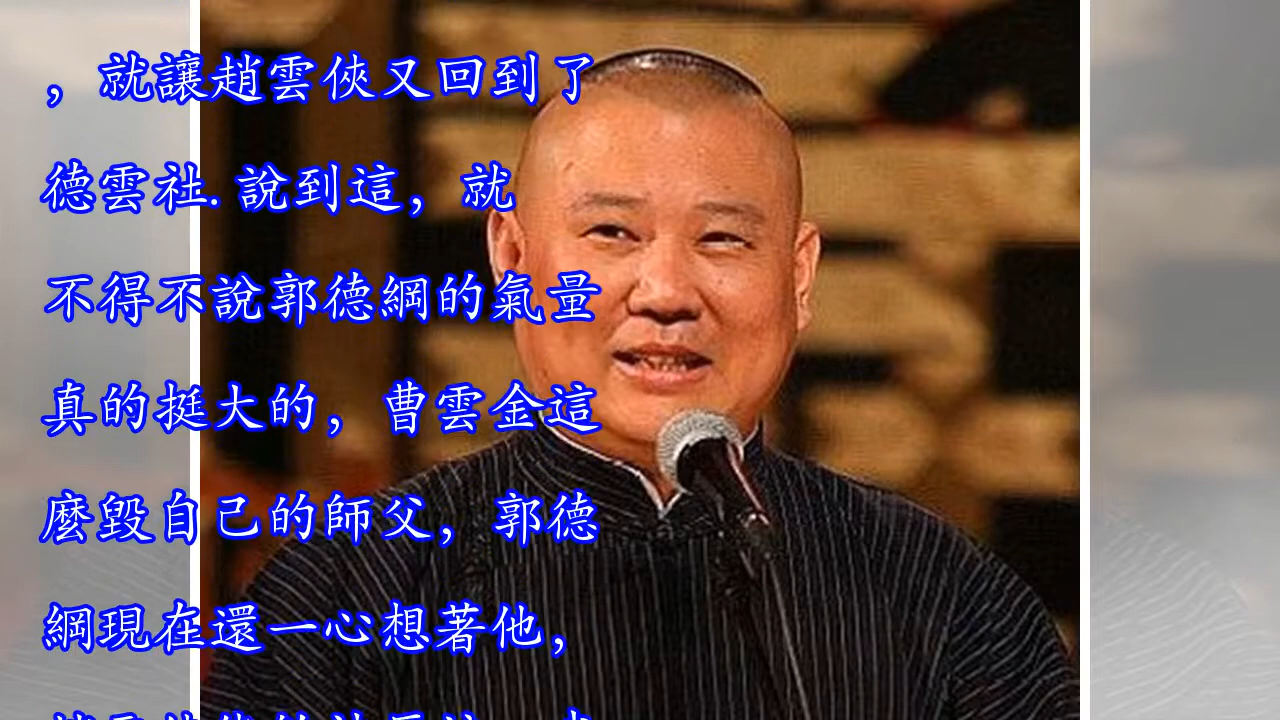 ，就讓趙雲俠又回到了
德雲社. 說到這，就
不得不說郭德綱的氣量
真的挺大的，曹雲金這
麼毀自己的師父，郭德
綱現在還一心想著他，